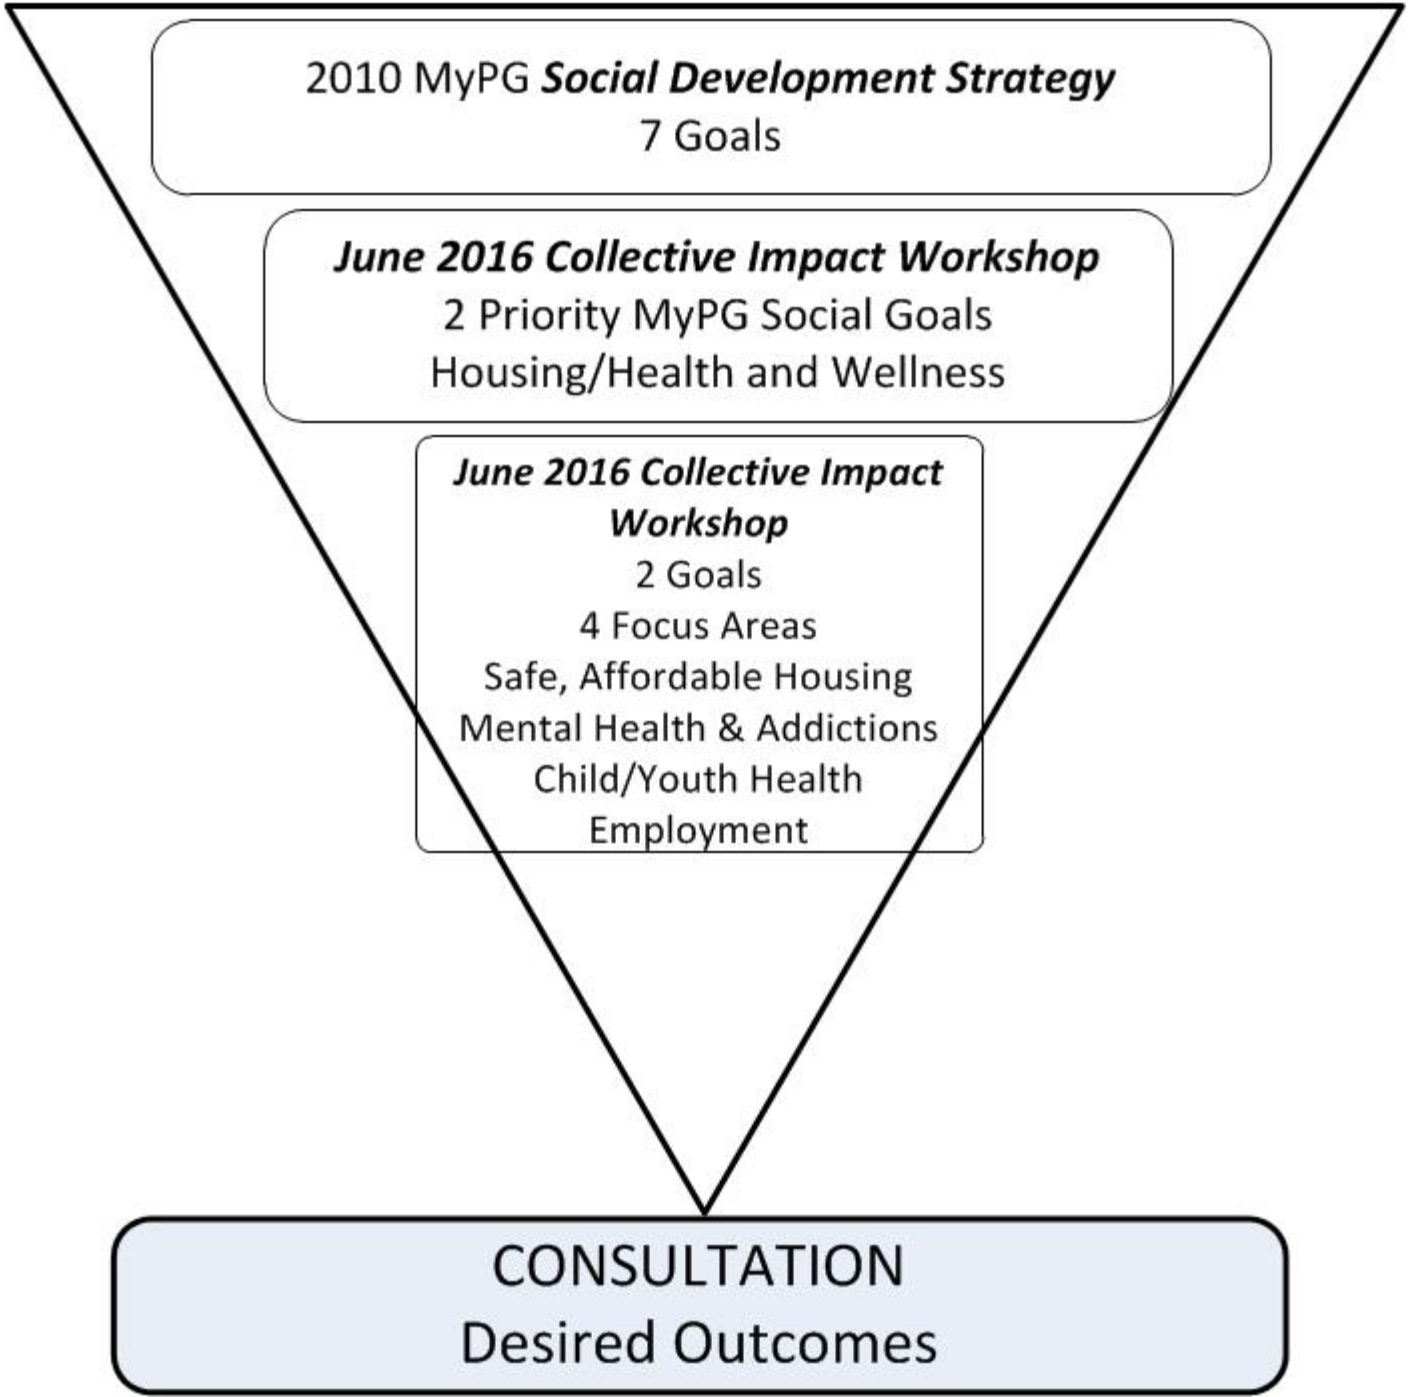 2010 MyPG Social Development Strategy
7 Goals
June 2016 Collective Impact Workshop
2 Priority MyPG Social Goals
Housing/Health and Wellness
June 2016 Collective Impact
Workshop
2 Goals
4 Focus Areas
Safe, Affordable Housing
Mental Health & Addictions
Child/Youth Health
Employment
CONSULTATION
Desired Outcomes